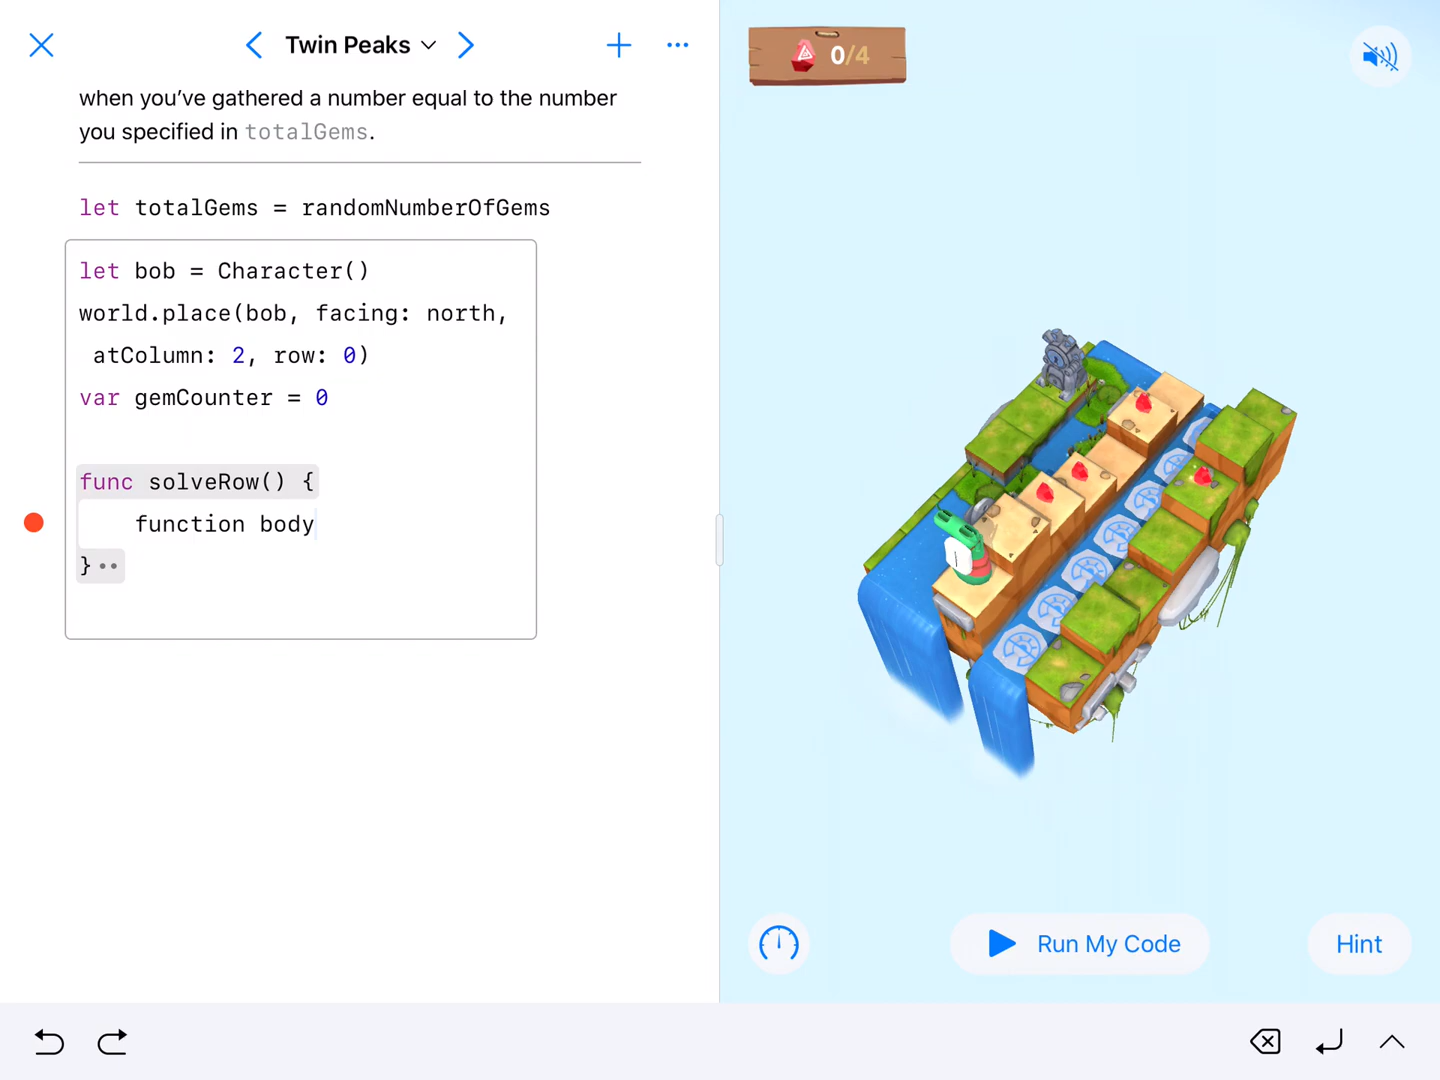 Twin Peaks
when you’ve gathered a number equal to the number
you specified in totalGems.
let totalGems = randomNumberOfGems
let bob = Character()
world.place(bob, facing: north,
atColumn: 2, row: 0)
var gemCounter = 0
func solveRow() {
function body
}
0/4
Run My Code
Hint